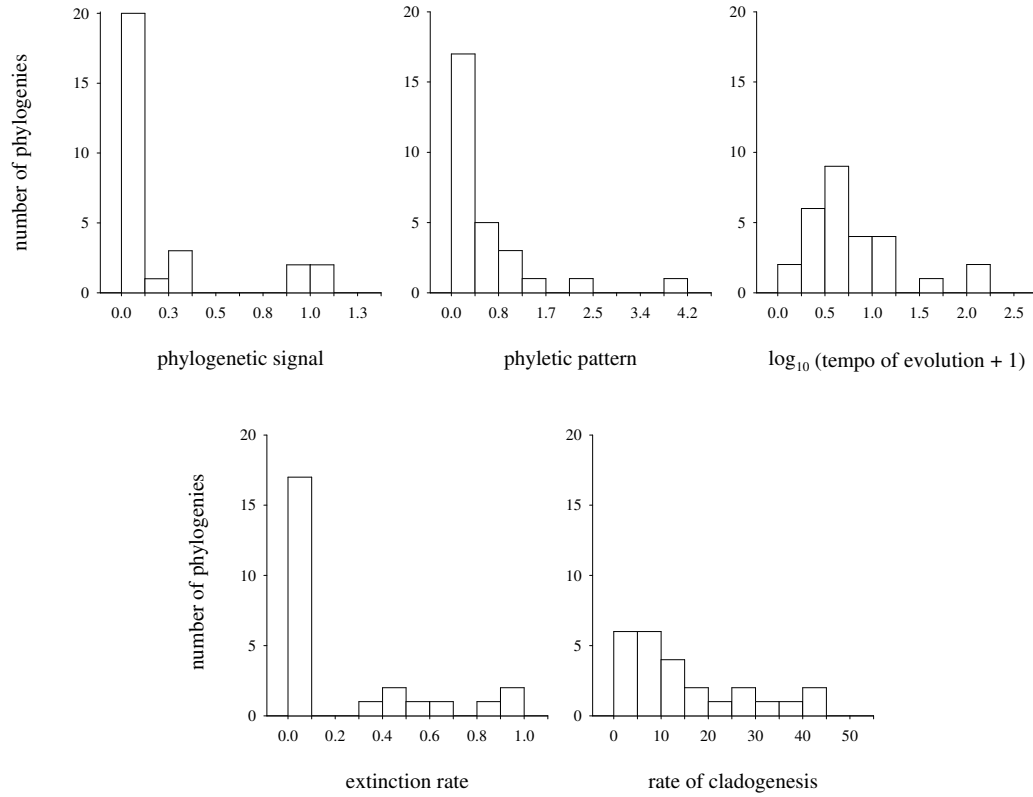 20 15 10 5 0
number of phylogenies
0.0 0.3 0.5 0.8 1.0 1.3
phylogenetic signal
20 15 10 5 0
0.0 0.8 1.7 2.5 3.4 4.2
phyletic pattern
20 15 10 5 0
0.0 0.5 1.0 1.5 2.0 2.5
log₁₀ (tempo of evolution + 1)
20 15 10 5 0
number of phylogenies
0.0 0.2 0.4 0.6 0.8 1.0
extinction rate
20 15 10 5 0
0 10 20 30 40 50
rate of cladogenesis